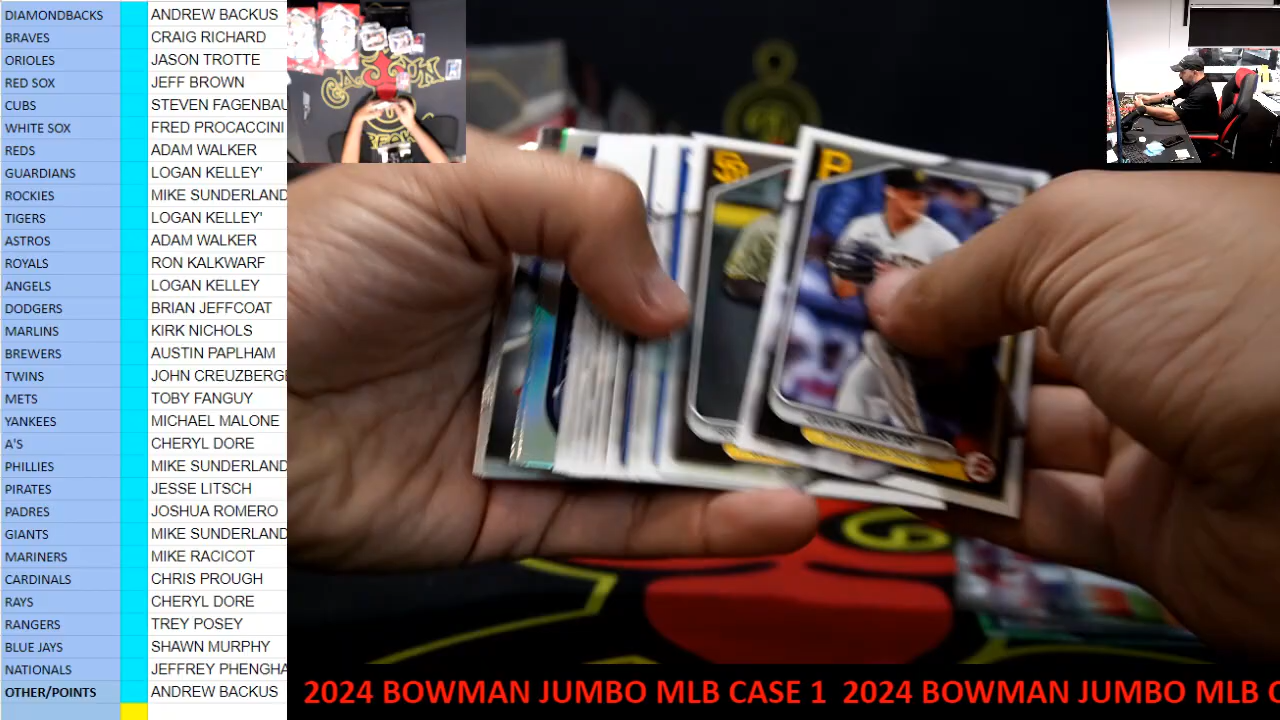 DIAMONDBACKS ANDREW BACKUS
BRAVES CRAIG RICHARD
ORIOLES JASON TROTTE
RED SOX JEFF BROWN
CUBS STEVEN FAGENBAU
WHITE SOX FRED PROCACCINI
REDS ADAM WALKER
GUARDIANS LOGAN KELLEY'
ROCKIES MIKE SUNDERLAND
TIGERS LOGAN KELLEY'
ASTROS ADAM WALKER
ROYALS RON KALKWARF
ANGELS LOGAN KELLEY
DODGERS BRIAN JEFFCOAT
MARLINS KIRK NICHOLS
BREWERS AUSTIN PAPLHAM
TWINS JOHN CREUZBERGE
METS TOBY FANGUY
YANKEES MICHAEL MALONE
A'S CHERYL DORE
PHILLIES MIKE SUNDERLAND
PIRATES JESSE LITSCH
PADRES JOSHUA ROMERO
GIANTS MIKE SUNDERLAND
MARINERS MIKE RACICOT
CARDINALS CHRIS PROUGH
RAYS CHERYL DORE
RANGERS TREY POSEY
BLUE JAYS SHAWN MURPHY
NATIONALS JEFFREY PHENGHA
OTHER/POINTS ANDREW BACKUS
SD
P
2024 BOWMAN JUMBO MLB CASE 1 2024 BOWMAN JUMBO MLB C